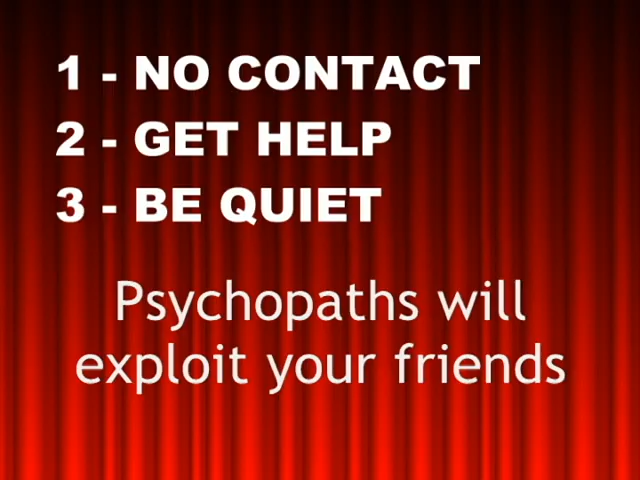 1 - NO CONTACT
2 - GET HELP
3 - BE QUIET
Psychopaths will
exploit your friends